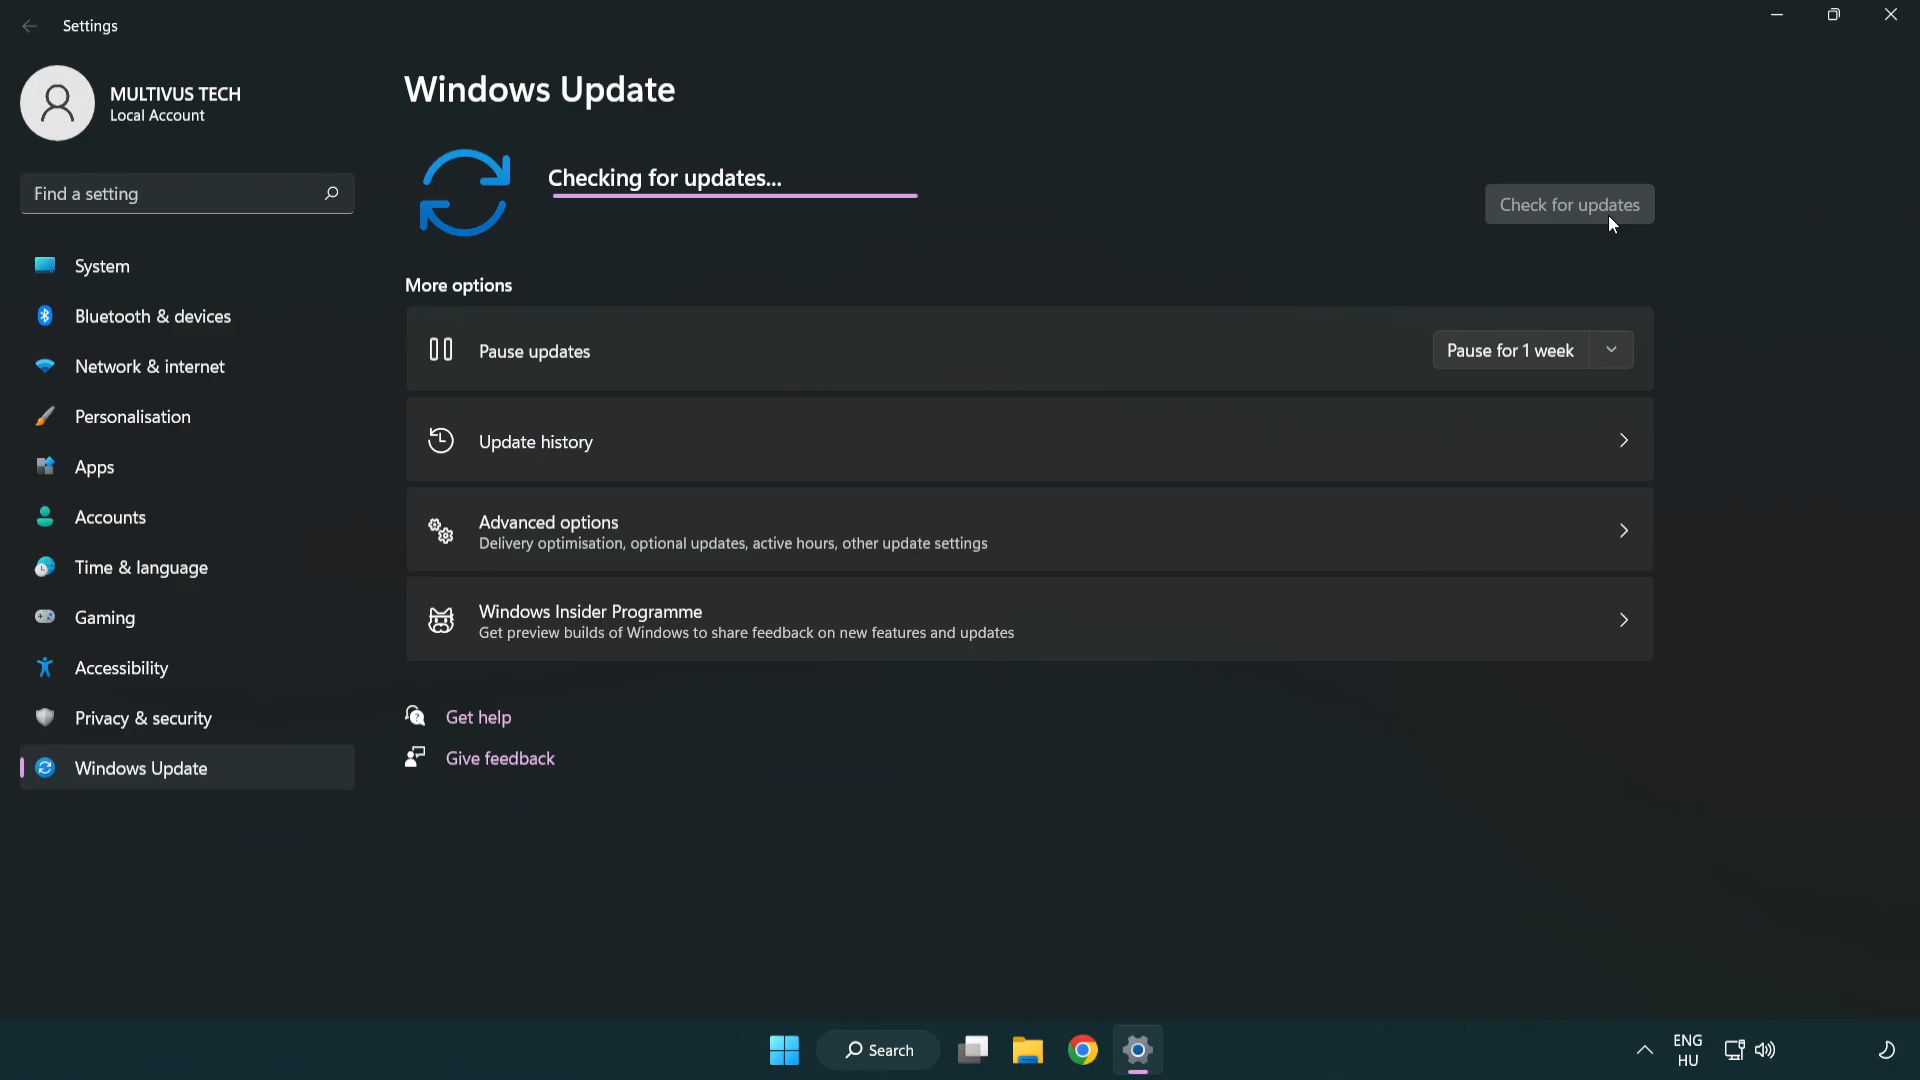 Settings
MULTIVUS TECH
Local Account
Find a setting
System
Bluetooth & devices
Network & internet
Personalisation
Apps
Accounts
Time & language
Gaming
Accessibility
Privacy & security
Windows Update
Windows Update
Checking for updates...
Check for updates
More options
Pause updates
Pause for 1 week
Update history
Advanced options
Delivery optimisation, optional updates, active hours, other update settings
Windows Insider Programme
Get preview builds of Windows to share feedback on new features and updates
Get help
Give feedback
Search
ENG
HU